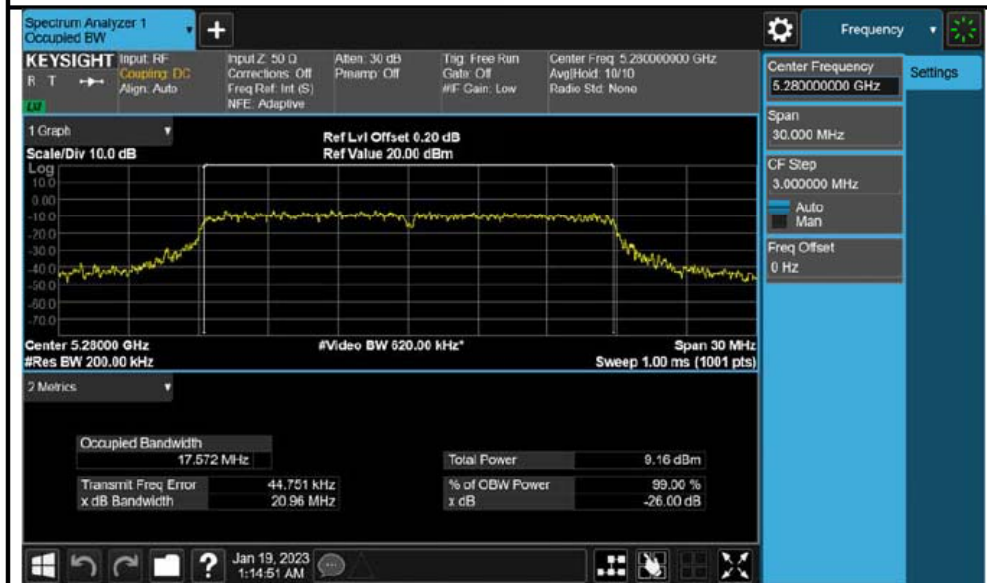 Spectrum Analyzer 1
Occupied BW
+
Frequency
KEYSIGHT
R T
Input: RF
Coupling: DC
Align: Auto
Input Z: 50 Ω
Corrections: Off
Freq Ref: Int (S)
NFE: Adaptive
Atten: 30 dB
Preamp: Off
Trig: Free Run
Gate: Off
#IF Gain: Low
Center Freq: 5.280000000 GHz
Avg|Hold: 10/10
Radio Std: None
Center Frequency
5.280000000 GHz
Settings
Span
30.000 MHz
CF Step
3.000000 MHz
Auto
Man
Freq Offset
0 Hz
1 Graph
Scale/Div 10.0 dB
Ref Lvl Offset 0.20 dB
Ref Value 20.00 dBm
Log
10.0
0.00
-10.0
-20.0
-30.0
-40.0
-50.0
-60.0
-70.0
Center 5.28000 GHz
#Res BW 200.00 kHz
#Video BW 620.00 kHz*
Span 30 MHz
Sweep 1.00 ms (1001 pts)
2 Metrics
Occupied Bandwidth
17.572 MHz
Total Power 9.16 dBm
Transmit Freq Error 44.751 kHz
% of OBW Power 99.00 %
x dB Bandwidth 20.96 MHz
x dB -26.00 dB
?
Jan 19, 2023
1:14:51 AM